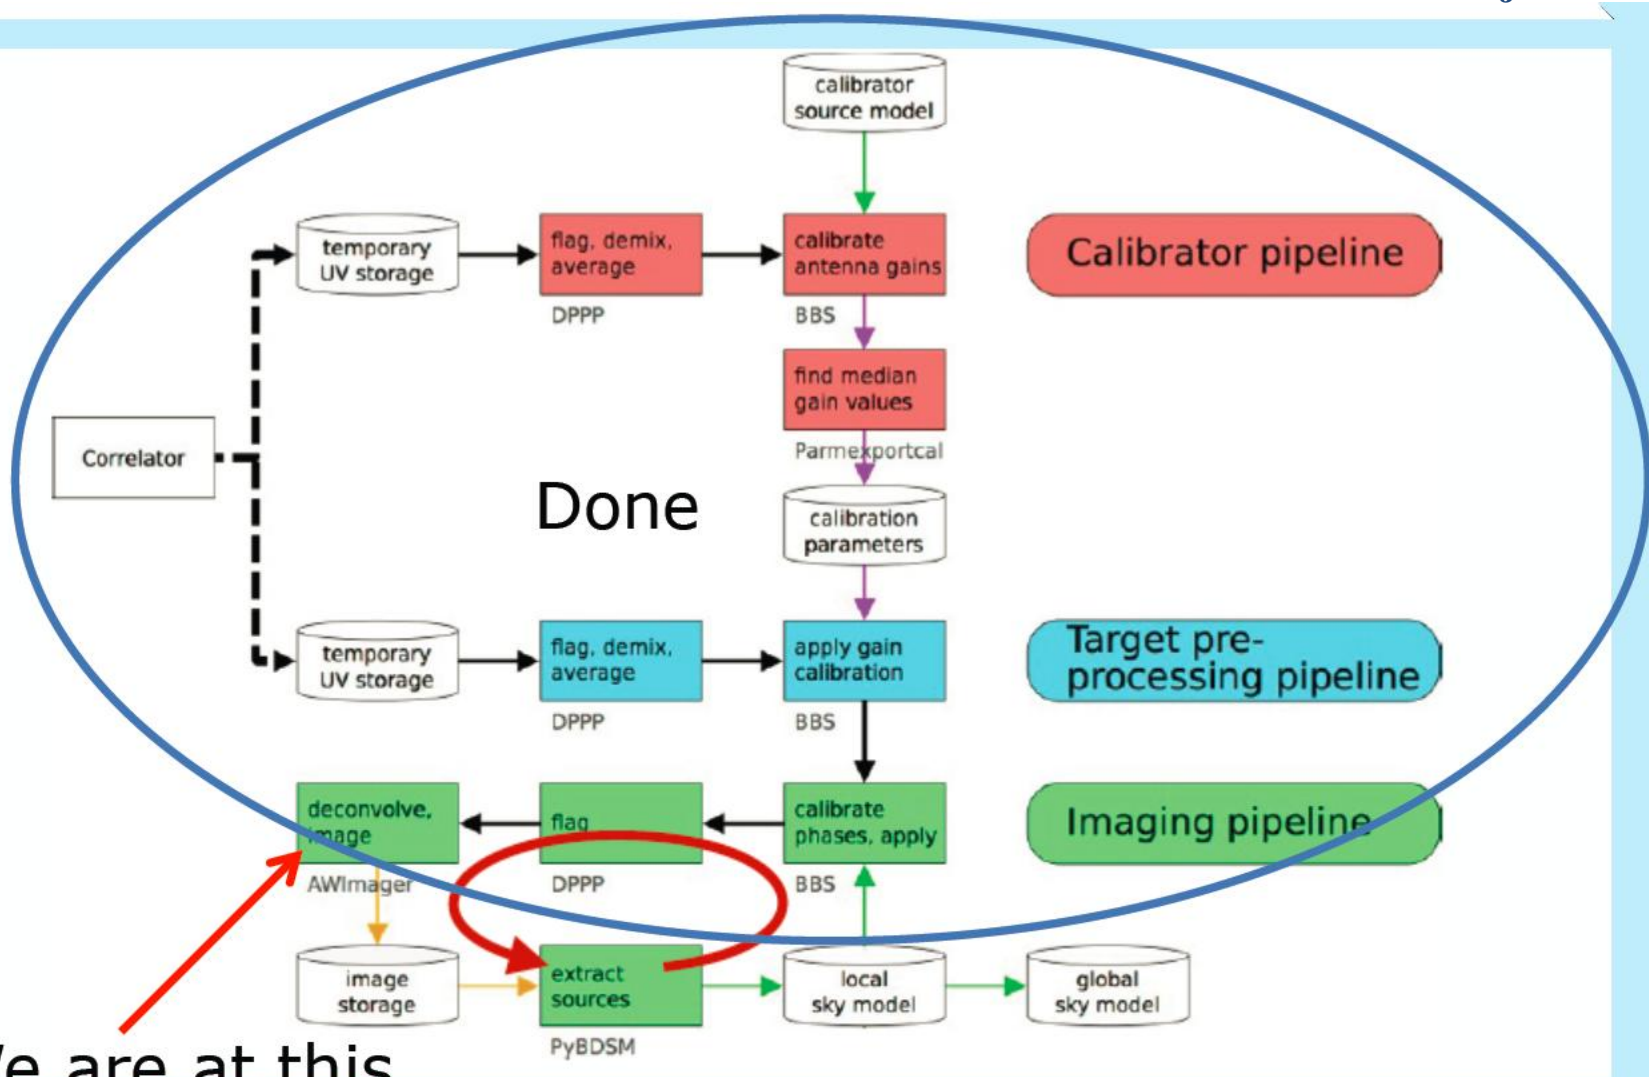 calibrator
source model
temporary
UV storage
flag, demix,
average
DPPP
calibrate
antenna gains
BBS
Calibrator pipeline
find median
gain values
Parmexportcal
Correlator
Done
calibration
parameters
temporary
UV storage
flag, demix,
average
DPPP
apply gain
calibration
BBS
Target pre-
processing pipeline
deconvolve,
image
AWImager
flag
DPPP
calibrate
phases, apply
BBS
Imaging pipeline
image
storage
extract
sources
PyBDSM
local
sky model
global
sky model
are at this